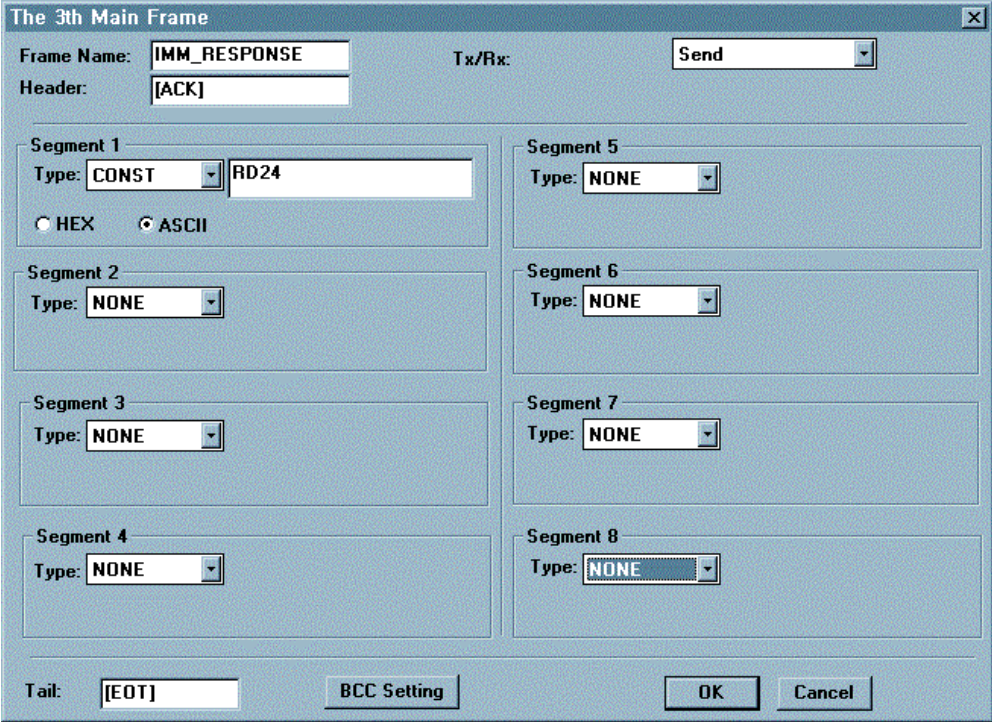 The 3th Main Frame
Frame Name: IMM_RESPONSE Tx/Rx: Send
Header: [ACK]
Segment 1
Type: CONST RD24
HEX ASCII
Segment 2
Type: NONE
Segment 3
Type: NONE
Segment 4
Type: NONE
Segment 5
Type: NONE
Segment 6
Type: NONE
Segment 7
Type: NONE
Segment 8
Type: NONE
Tail: [EOT] BCC Setting OK Cancel